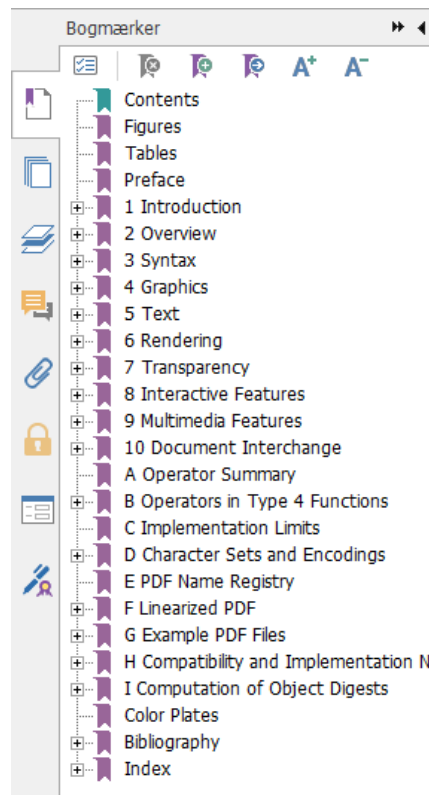 Bogmærker
A+ A-
Contents
Figures
Tables
Preface
1 Introduction
2 Overview
3 Syntax
4 Graphics
5 Text
6 Rendering
7 Transparency
8 Interactive Features
9 Multimedia Features
10 Document Interchange
A Operator Summary
B Operators in Type 4 Functions
C Implementation Limits
D Character Sets and Encodings
E PDF Name Registry
F Linearized PDF
G Example PDF Files
H Compatibility and Implementation N
I Computation of Object Digests
Color Plates
Bibliography
Index